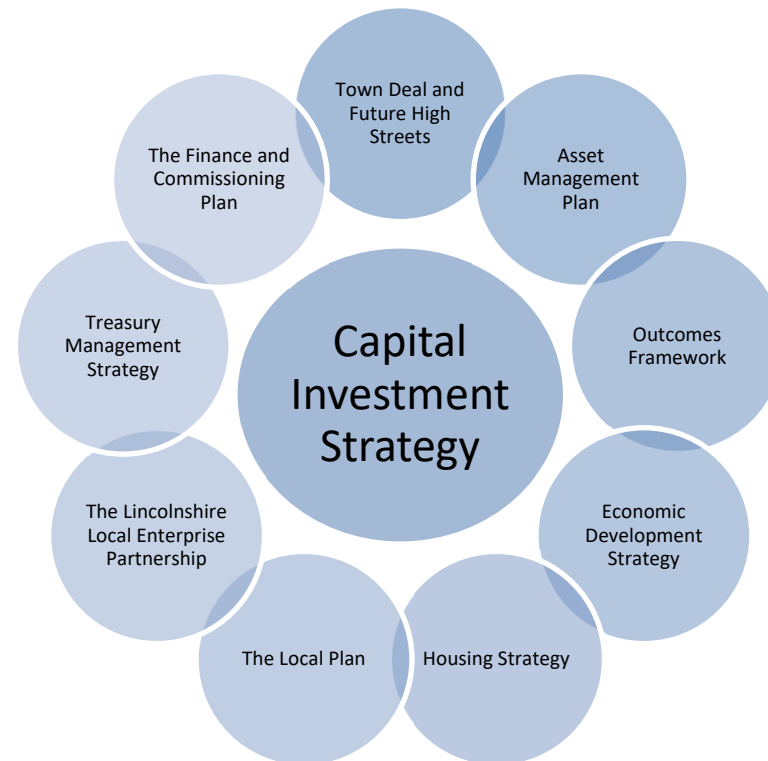 Town Deal and
Future High
Streets
Asset
Management
Plan
Outcomes
Framework
Economic
Development
Strategy
Housing Strategy
The Local Plan
The Lincolnshire
Local Enterprise
Partnership
Treasury
Management
Strategy
The Finance and
Commissioning
Plan
Capital
Investment
Strategy